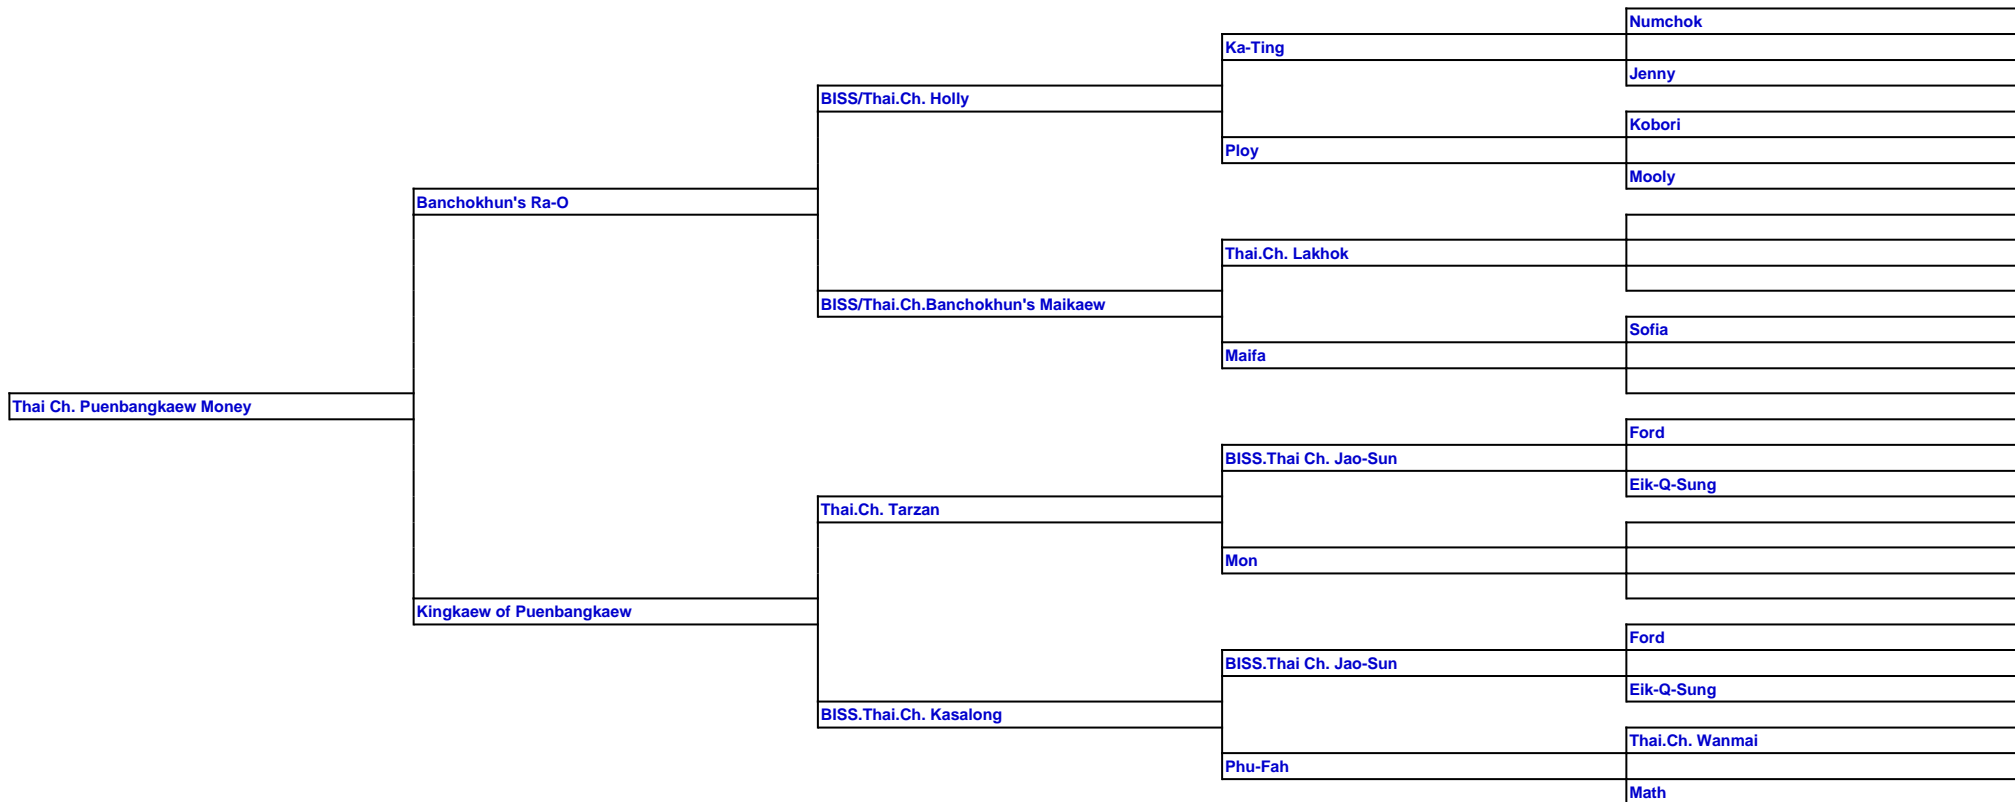 Numchok
Ka-Ting
Jenny
BISS/Thai.Ch. Holly
Kobori
Ploy
Mooly
Banchokhun's Ra-O
Thai.Ch. Lakhok
BISS/Thai.Ch.Banchokhun's Maikaew
Sofia
Maifa
Thai Ch. Puenbangkaew Money
Ford
BISS.Thai Ch. Jao-Sun
Eik-Q-Sung
Thai.Ch. Tarzan
Mon
Kingkaew of Puenbangkaew
Ford
BISS.Thai Ch. Jao-Sun
Eik-Q-Sung
BISS.Thai.Ch. Kasalong
Thai.Ch. Wanmai
Phu-Fah
Math